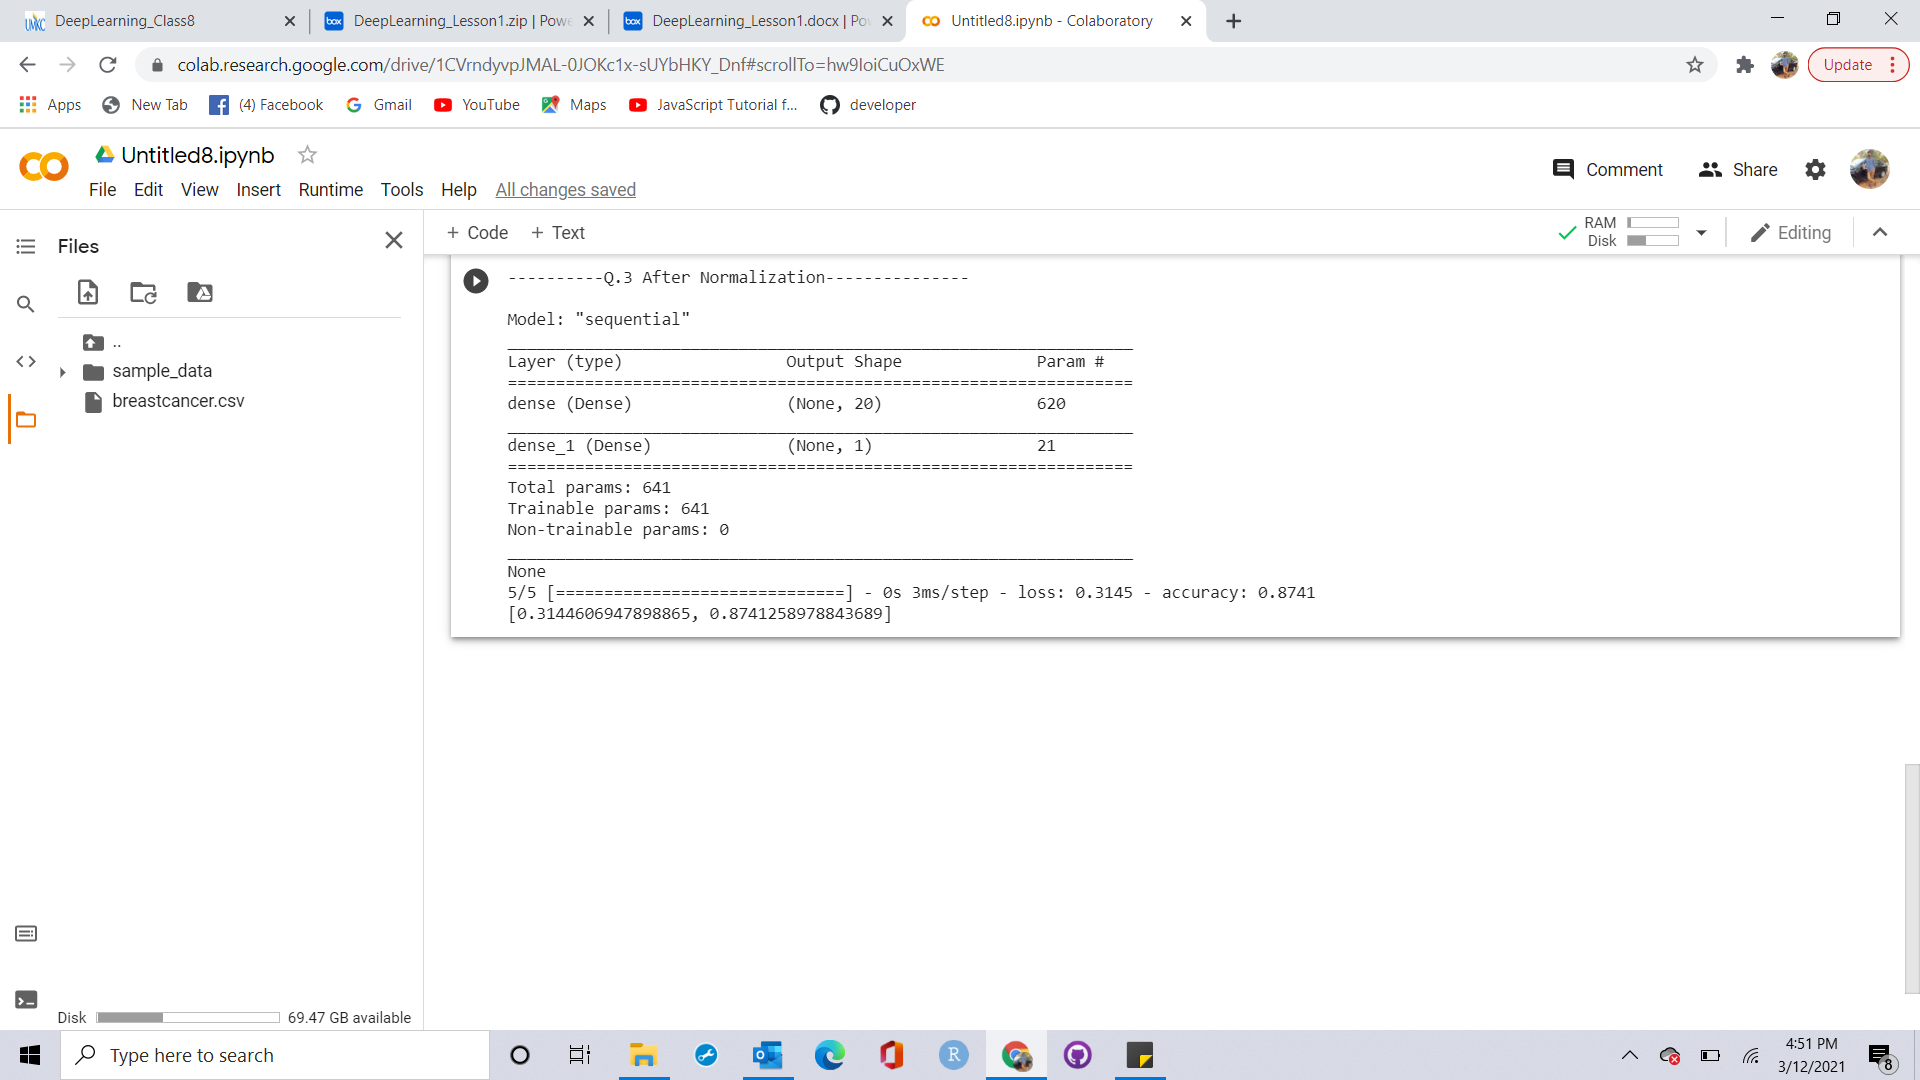 DeepLearning_Class8
DeepLearning_Lesson1.zip | Powe
DeepLearning_Lesson1.docx | Po
Untitled8.ipynb - Colaboratory
colab.research.google.com/drive/1CVrndyvpJMAL-0JOKc1x-sUYbHKY_Dnf#scrollTo=hw9IoiCuOxWE
Update
Apps
New Tab
(4) Facebook
Gmail
YouTube
Maps
JavaScript Tutorial f...
developer
Untitled8.ipynb
File Edit View Insert Runtime Tools Help All changes saved
Comment
Share
Files
+ Code + Text
RAM
Disk
Editing
..
sample_data
breastcancer.csv
----------Q.3 After Normalization---------------
Model: "sequential"
_________________________________________________________________
Layer (type) Output Shape Param #
=================================================================
dense (Dense) (None, 20) 620
_________________________________________________________________
dense_1 (Dense) (None, 1) 21
=================================================================
Total params: 641
Trainable params: 641
Non-trainable params: 0
_________________________________________________________________
None
5/5 [==============================] - 0s 3ms/step - loss: 0.3145 - accuracy: 0.8741
[0.3144606947898865, 0.8741258978843689]
Disk 69.47 GB available
Type here to search
4:51 PM
3/12/2021
8